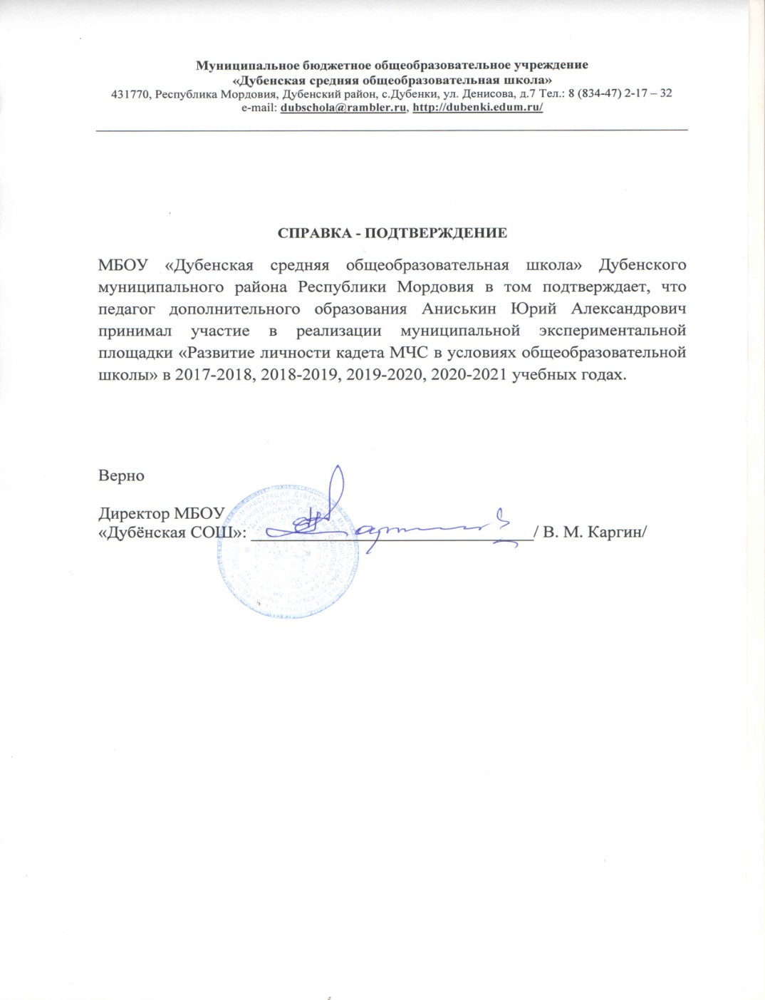 Муниципальное бюджетное общеобразовательное учреждение
«Дубенская средняя общеобразовательная школа»
431770, Республика Мордовия, Дубенский район, с.Дубенки, ул. Денисова, д.7 Тел.: 8 (834-47) 2-17 – 32
e-mail: dubschola@rambler.ru, http://dubenki.edum.ru/
СПРАВКА - ПОДТВЕРЖДЕНИЕ
МБОУ «Дубенская средняя общеобразовательная школа» Дубенского
муниципального района Республики Мордовия в том подтверждает, что
педагог дополнительного образования Аниськин Юрий Александрович
принимал участие в реализации муниципальной экспериментальной
площадки «Развитие личности кадета МЧС в условиях общеобразовательной
школы» в 2017-2018, 2018-2019, 2019-2020, 2020-2021 учебных годах.
Верно
Директор МБОУ
«Дубёнская СОШ»: / В. М. Каргин/